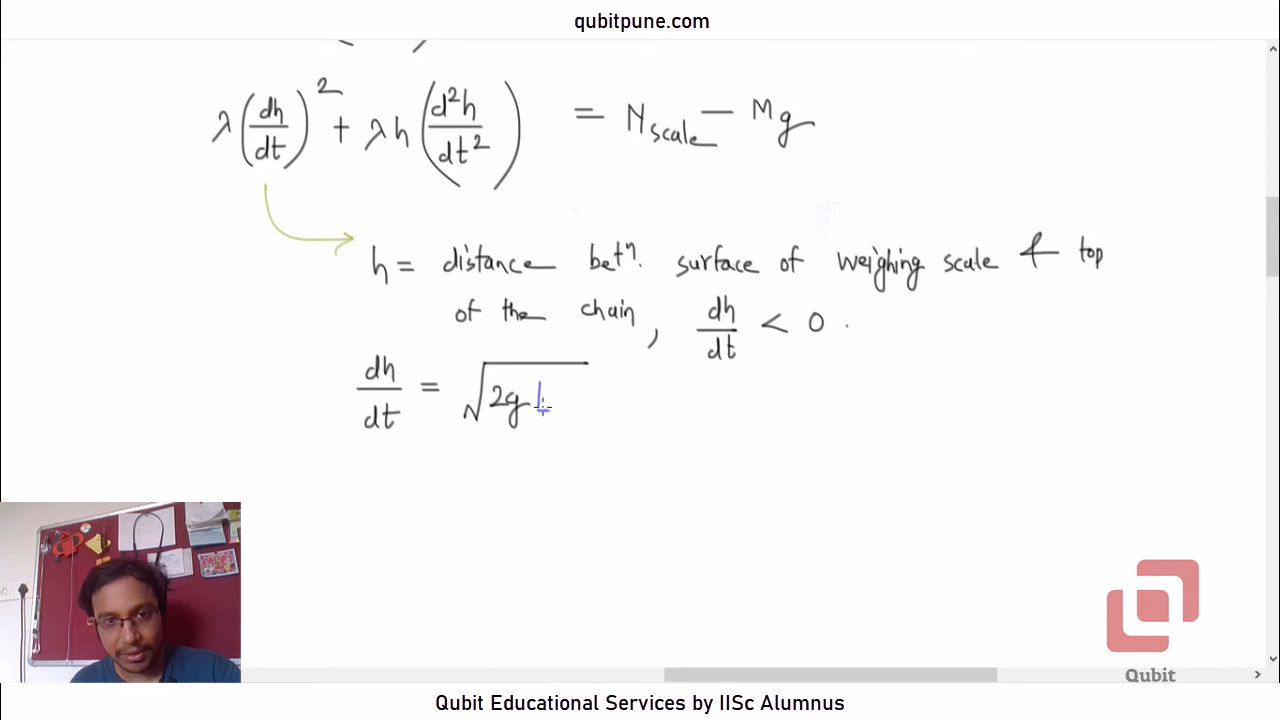 qubitpune.com
λ(dh/dt)² + λh(d²h/dt²) = N scale − Mg
h = distance betⁿ. surface of weighing scale & top
of the chain, dh/dt < 0.
dh/dt = √2g L
Qubit
Qubit Educational Services by IISc Alumnus